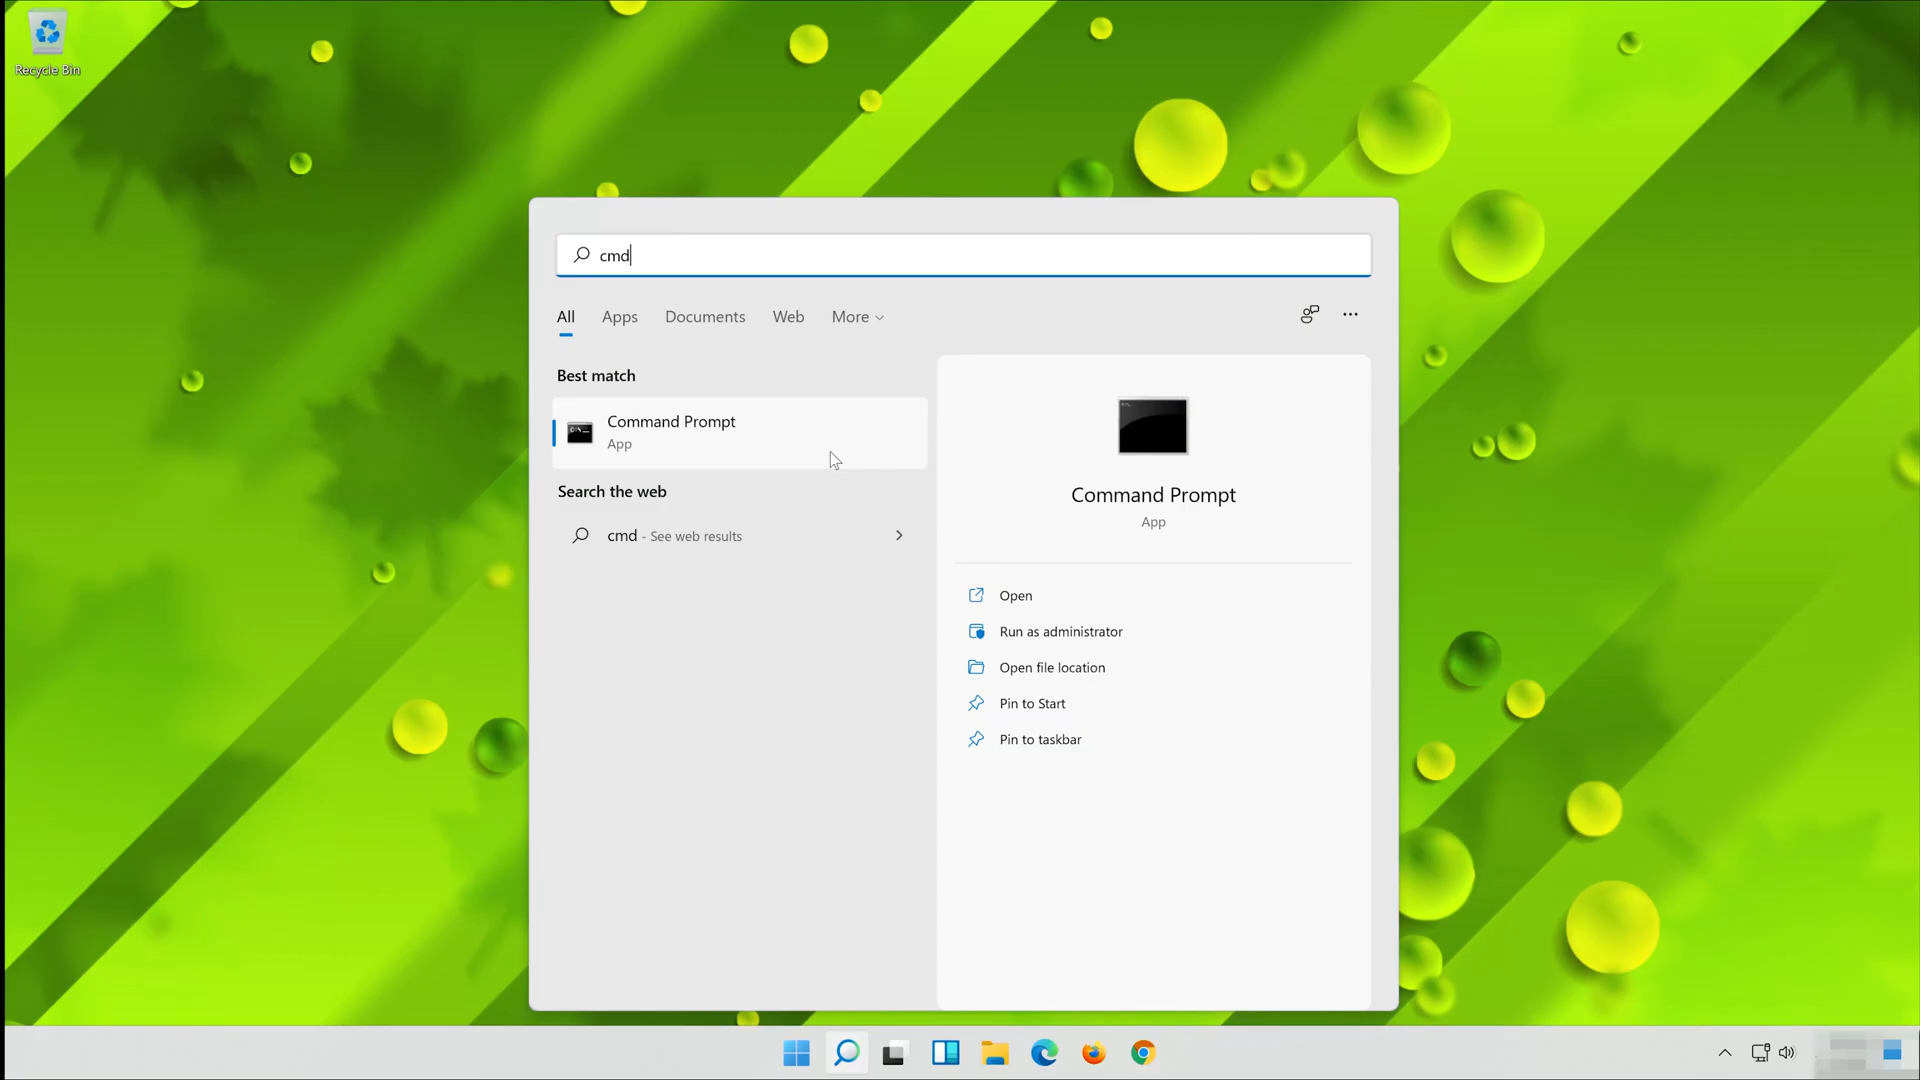 Recycle Bin
cmd
All Apps Documents Web More
Best match
Command Prompt
App
Search the web
cmd - See web results
Command Prompt
App
Open
Run as administrator
Open file location
Pin to Start
Pin to taskbar